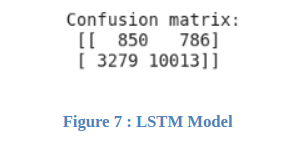 Confusion matrix:
[[ 850 786]
[ 3279 10013]]
Figure 7 : LSTM Model